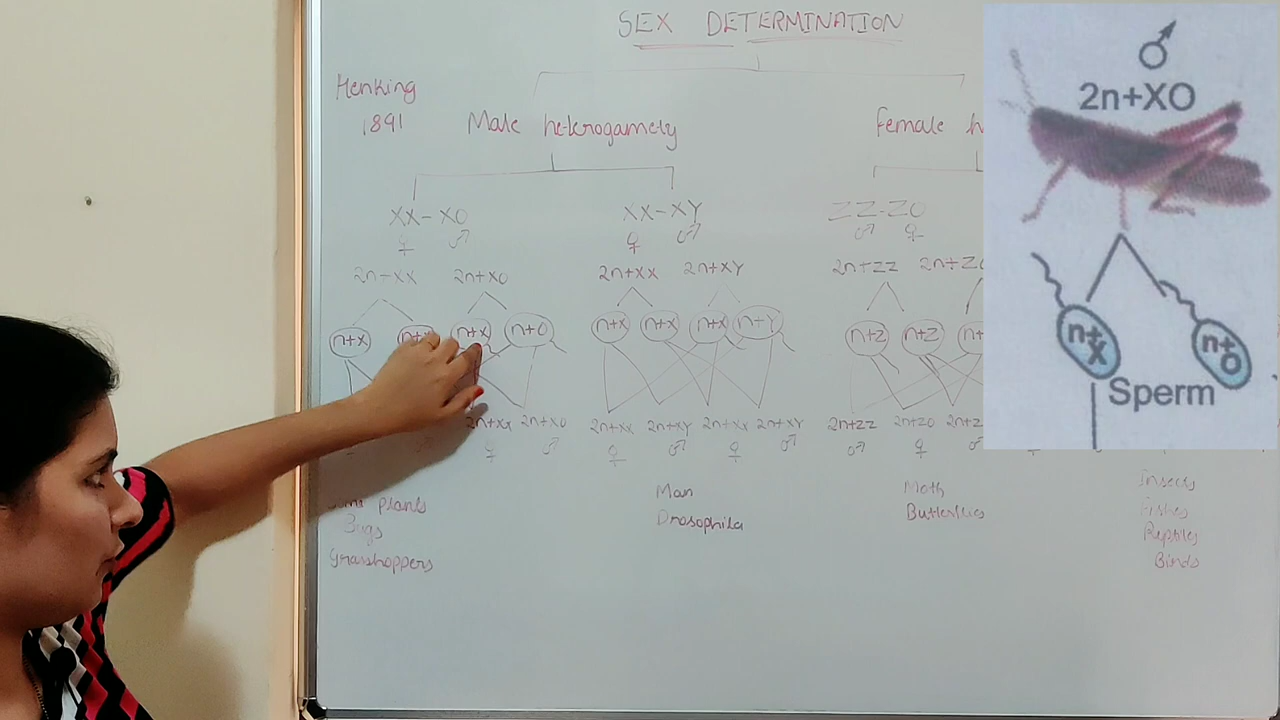 SEX DETERMINATION
Henking
1891
Male heterogamety
Female h
XX - XO
♀ ♂
XX - XY
♀ ♂
ZZ - ZO
♂ ♀
2n+XX 2n+XO
2n+XX 2n+XY
2n+ZZ 2n+ZO
n+X n+X n+O
n+X n+X n+X n+Y
n+Z n+Z
2n+XX 2n+XO
♀ ♂
2n+XX 2n+XY 2n+XX 2n+XY
♀ ♂ ♀ ♂
2n+ZZ 2n+ZO
♂ ♀
plants
Bugs
Grasshoppers
Man
Drosophila
Moth
Butterflies
Insects
Fishes
Reptiles
Birds
♂
2n+XO
n+X
n+O
Sperm